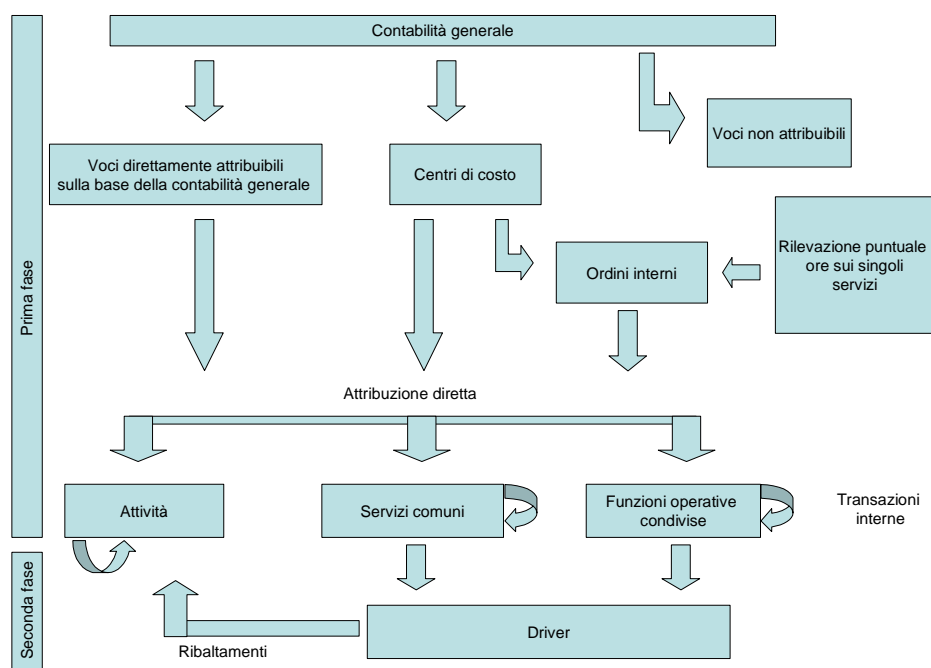 Contabilità generale
Voci non attribuibili
Voci direttamente attribuibili
sulla base della contabilità generale
Centri di costo
Rilevazione puntuale
ore sui singoli
servizi
Ordini interni
Prima fase
Attribuzione diretta
Attività
Servizi comuni
Funzioni operative
condivise
Transazioni
interne
Seconda fase
Driver
Ribaltamenti